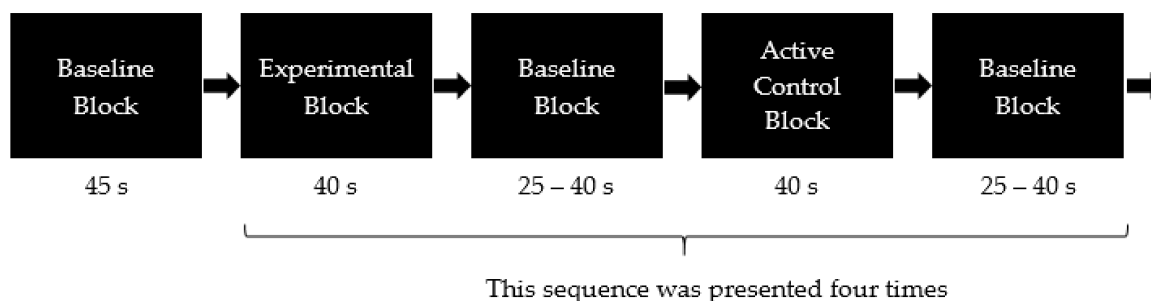 Baseline
Block
Experimental
Block
Baseline
Block
Active
Control
Block
Baseline
Block
45 s
40 s
25 – 40 s
40 s
25 – 40 s
This sequence was presented four times